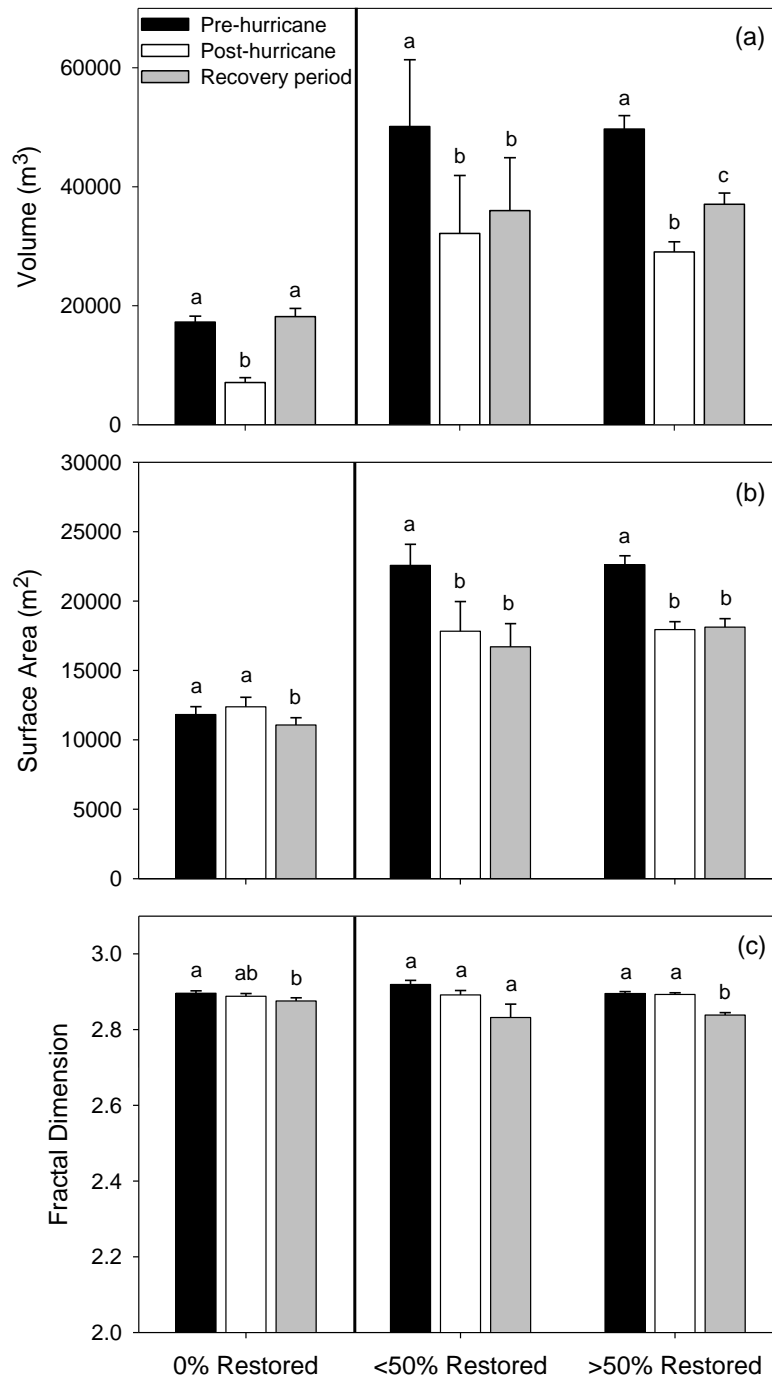 Pre-hurricane
Post-hurricane
Recovery period
(a)
Volume (m³)
60000
40000
20000
0
a
b
a
a
b
b
a
b
c
(b)
Surface Area (m²)
30000
25000
20000
15000
10000
5000
0
a
a
b
a
b
b
a
b
b
(c)
Fractal Dimension
3.0
2.8
2.6
2.4
2.2
2.0
a
ab
b
a
a
a
a
a
b
0% Restored
<50% Restored
>50% Restored